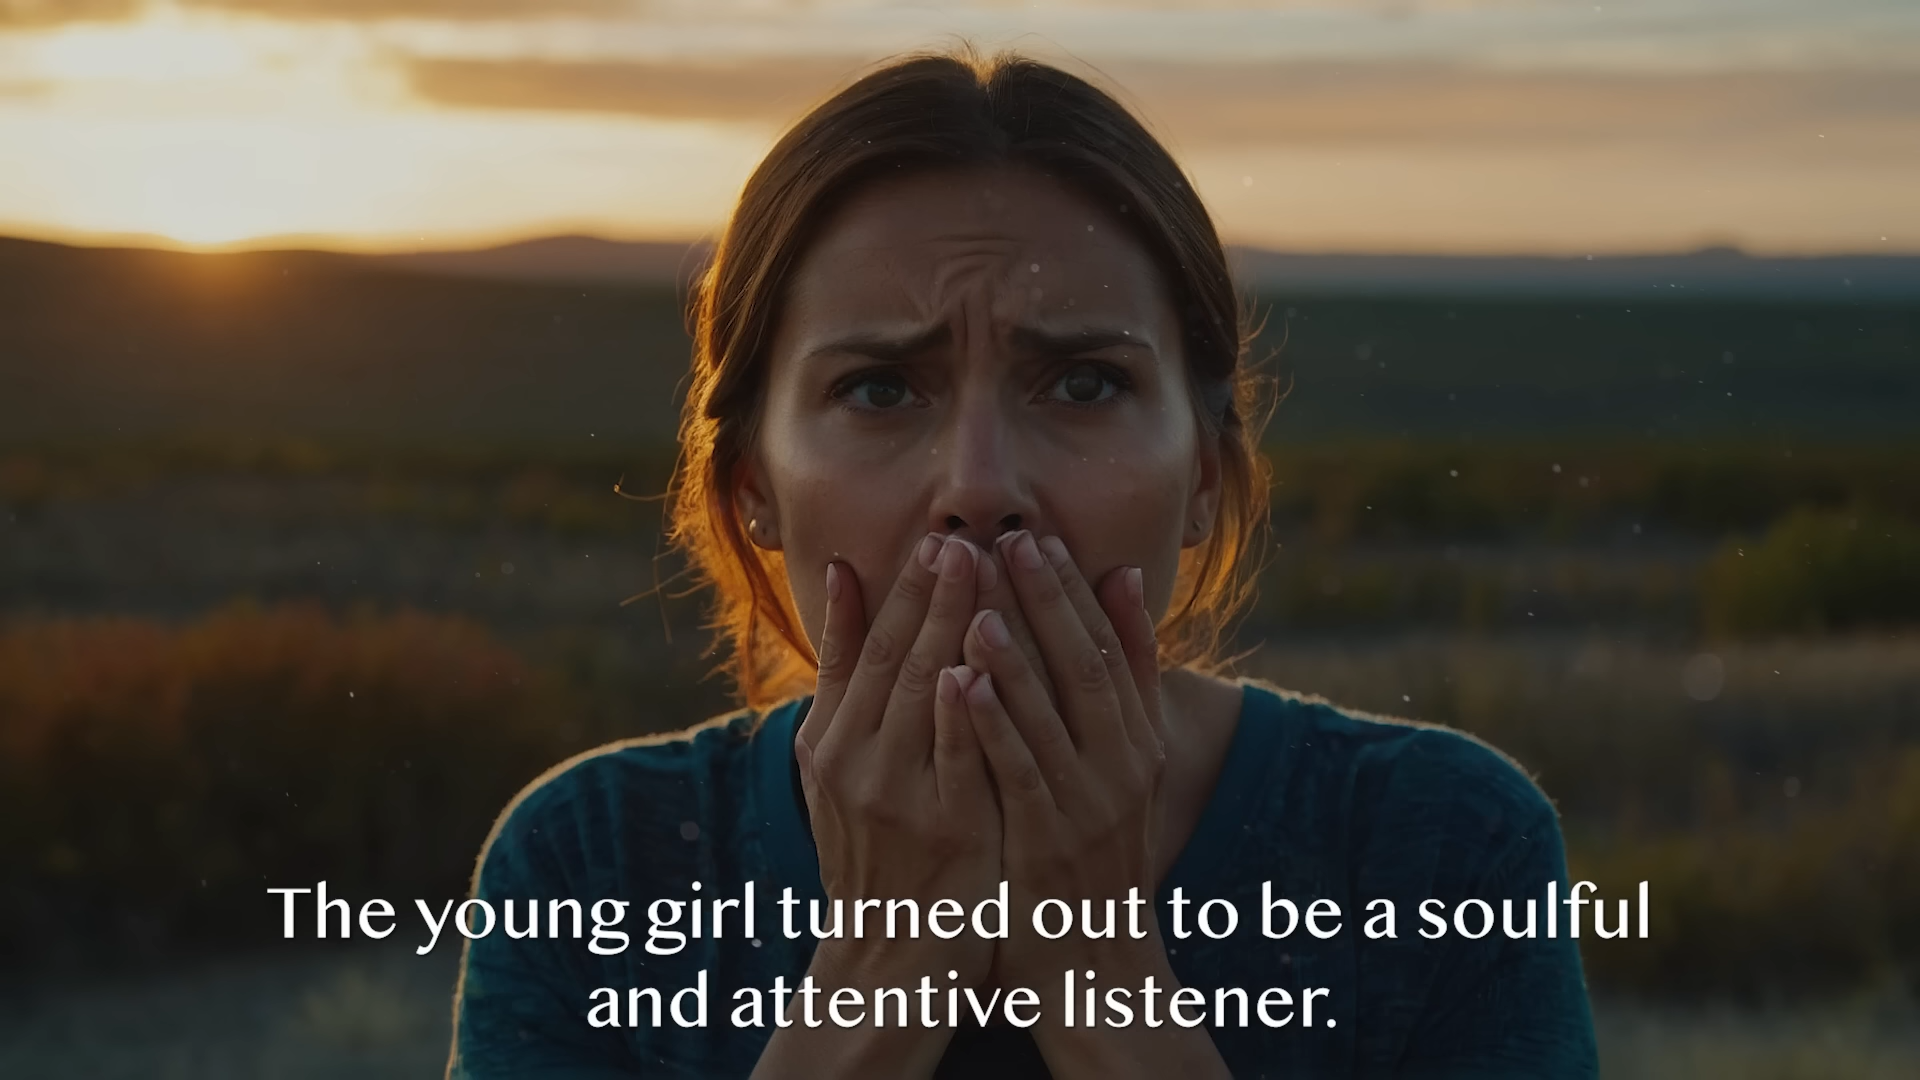 The young girl turned out to be a soulful
and attentive listener.